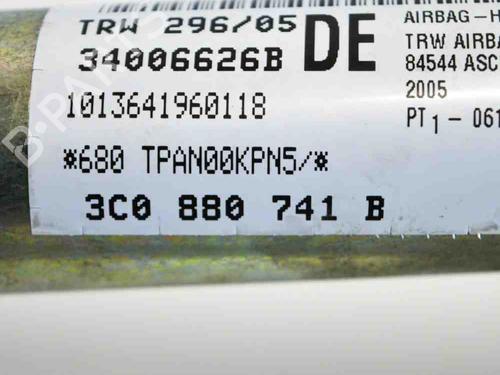 TRW 296/05
34006626B
DE
1013641960118
*680 TPAN00KPN5/*
3C0 880 741 B
AIRBAG-H
TRW AIRBA
84544 ASC
2005
PT1 - 061
B-PARTS